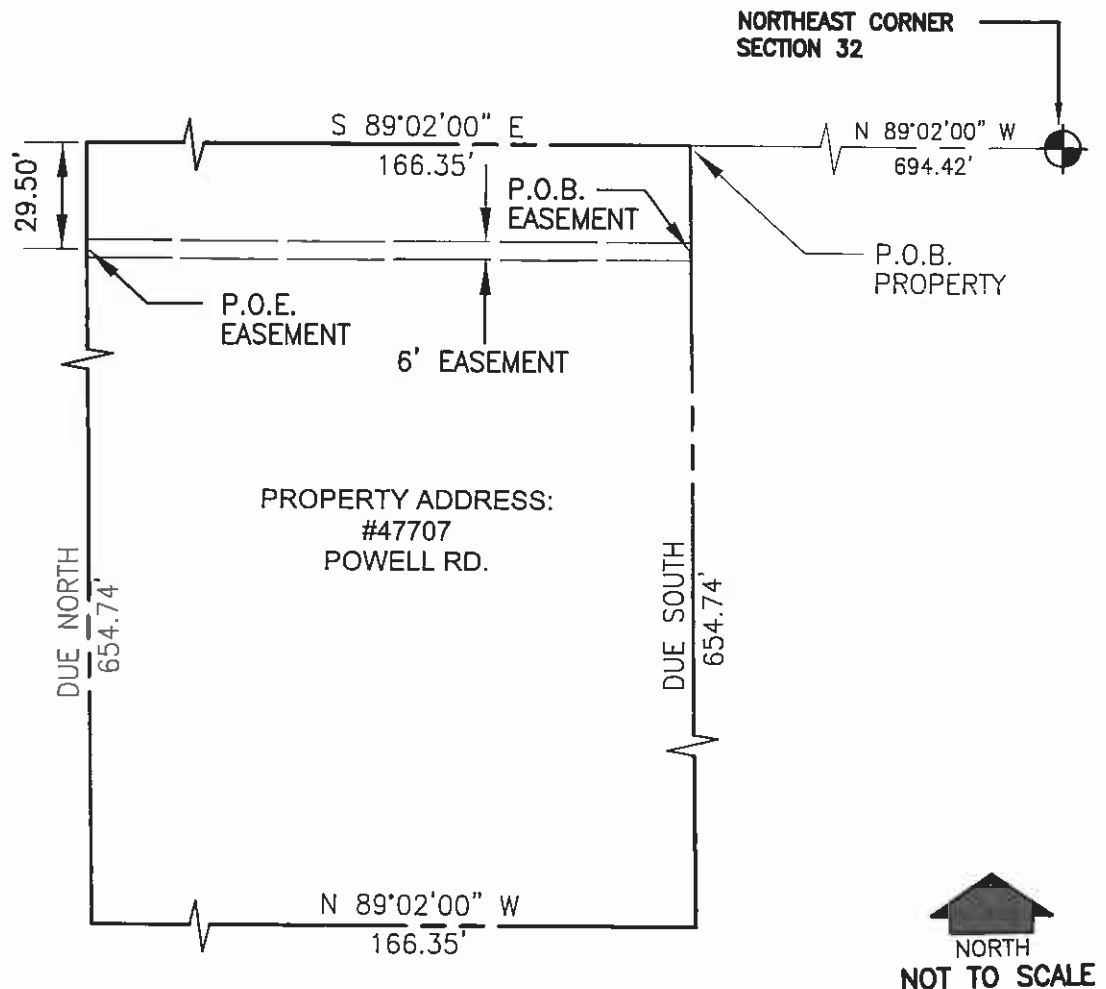 NORTHEAST CORNER
SECTION 32
S 89°02'00" E
166.35'
N 89°02'00" W
694.42'
29.50'
P.O.B.
EASEMENT
P.O.B.
PROPERTY
P.O.E.
EASEMENT
6' EASEMENT
PROPERTY ADDRESS:
#47707
POWELL RD.
DUE NORTH
654.74'
DUE SOUTH
654.74'
N 89°02'00" W
166.35'
NORTH
NOT TO SCALE